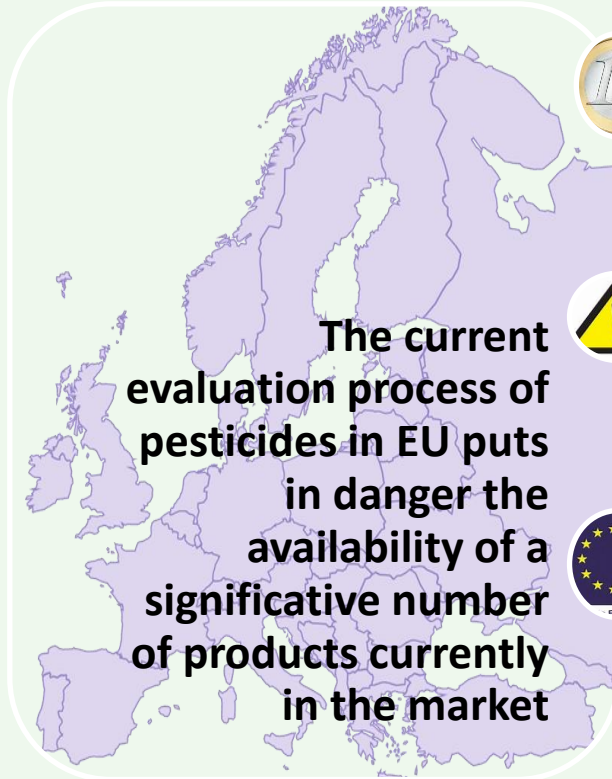 The current
evaluation process of
pesticides in EU puts
in danger the
availability of a
significative number
of products currently
in the market